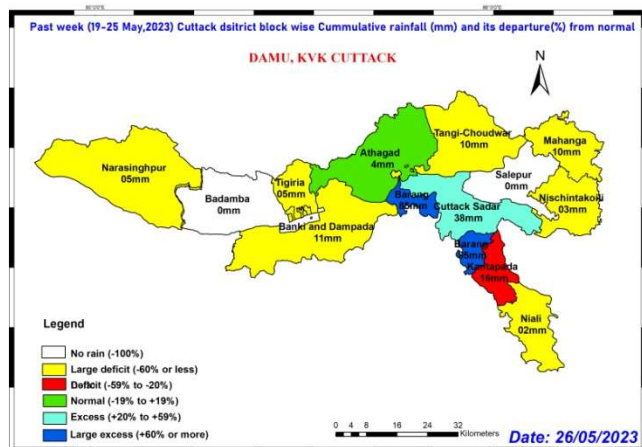 Past week (19-25 May,2023) Cuttack dsitrict block wise Cummulative rainfall (mm) and its departure(%) from normal
DAMU, KVK CUTTACK
N
Tangi-Choudwar
10mm
Mahanga
10mm
Athagad
4mm
Narasinghpur
05mm
Salepur
0mm
Tigiria
05mm
Badamba
0mm
Barang
85mm
Nischintakoili
03mm
Cuttack Sadar
38mm
Banki and Dampada
11mm
Barang
85mm
Kantapada
16mm
Niali
02mm
Legend
No rain (-100%)
Large deficit (-60% or less)
Deficit (-59% to -20%)
Normal (-19% to +19%)
Excess (+20% to +59%)
Large excess (+60% or more)
0 4 8 16 24 32
Kilometers
Date: 26/05/2023